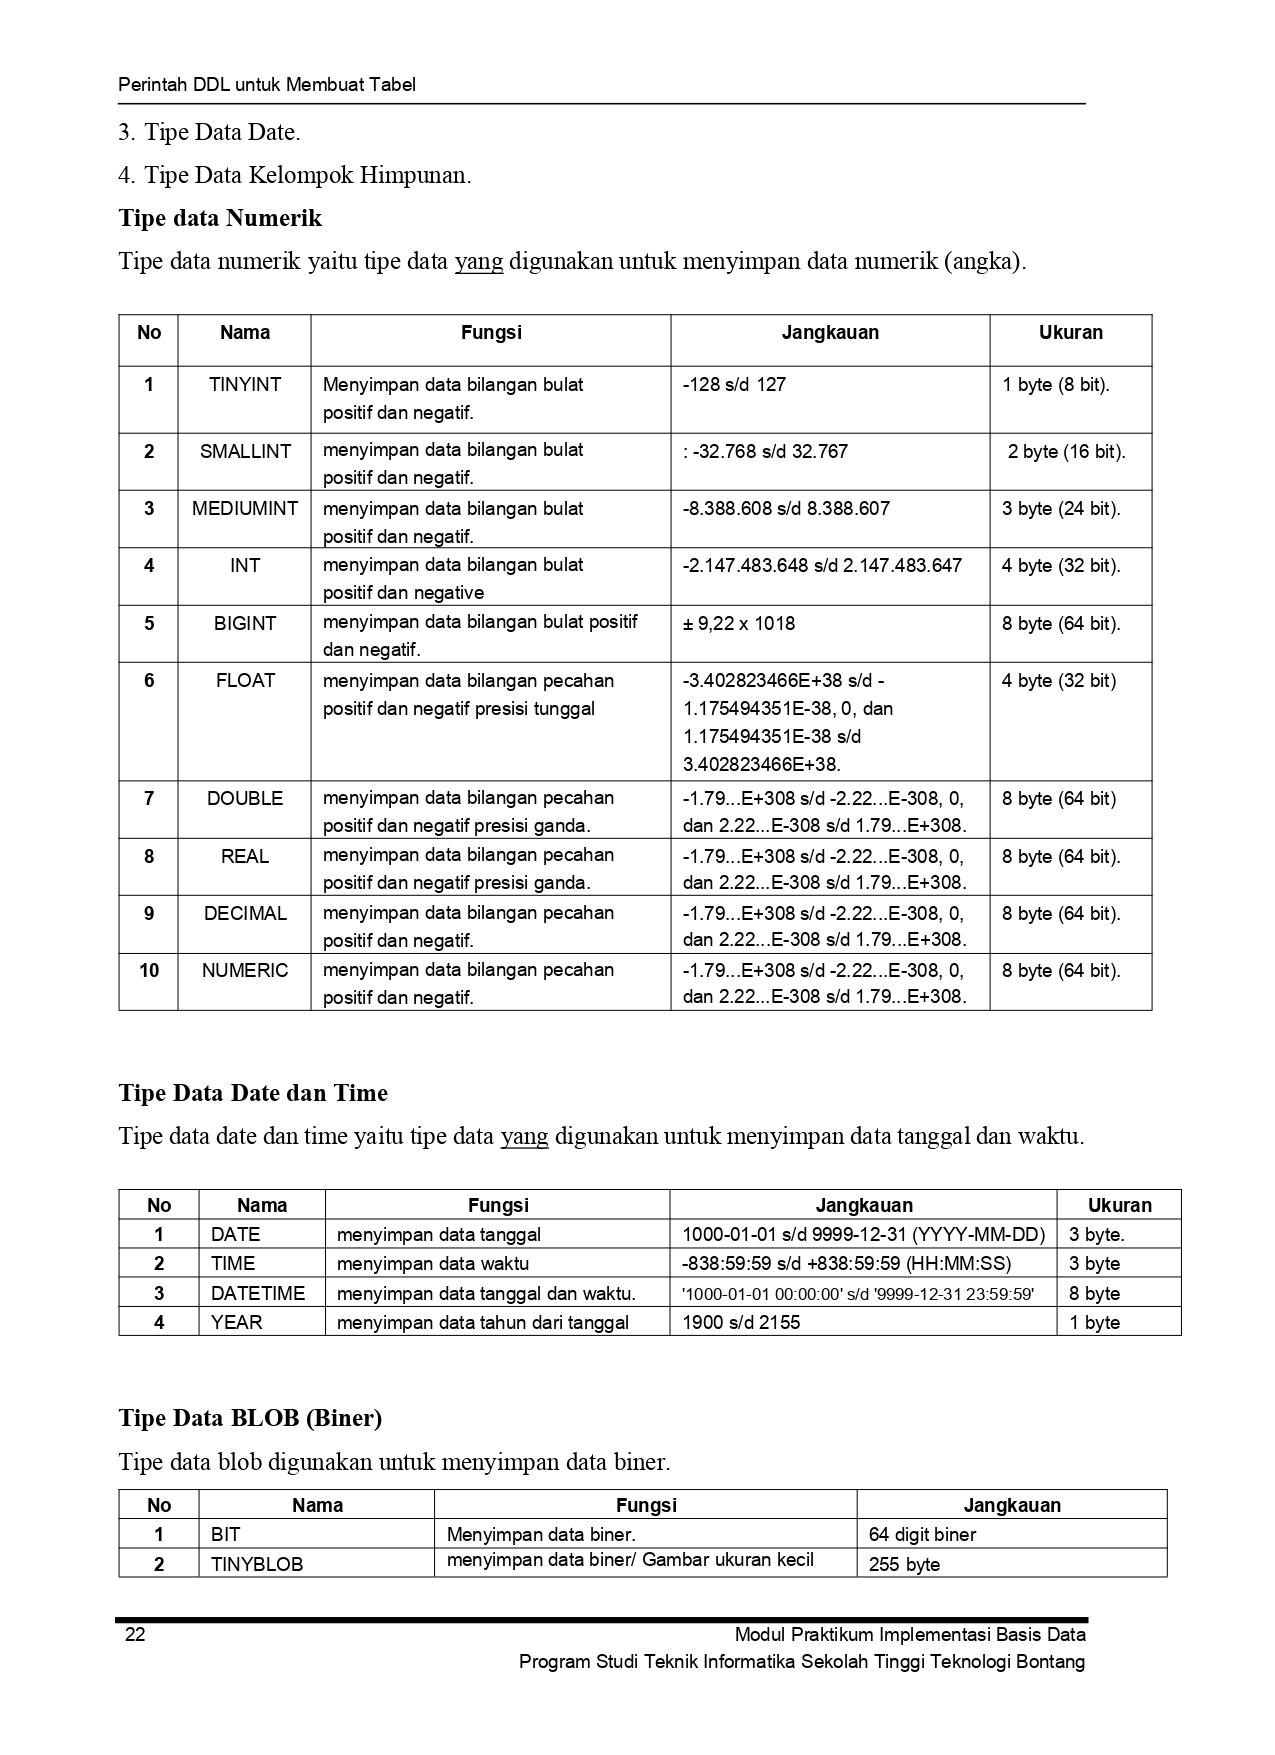 Perintah DDL untuk Membuat Tabel
3. Tipe Data Date.
4. Tipe Data Kelompok Himpunan.
Tipe data Numerik
Tipe data numerik yaitu tipe data yang digunakan untuk menyimpan data numerik (angka).
No Nama Fungsi Jangkauan Ukuran
1 TINYINT Menyimpan data bilangan bulat -128 s/d 127 1 byte (8 bit).
positif dan negatif.
2 SMALLINT menyimpan data bilangan bulat : -32.768 s/d 32.767 2 byte (16 bit).
positif dan negatif.
3 MEDIUMINT menyimpan data bilangan bulat -8.388.608 s/d 8.388.607 3 byte (24 bit).
positif dan negatif.
4 INT menyimpan data bilangan bulat -2.147.483.648 s/d 2.147.483.647 4 byte (32 bit).
positif dan negative
5 BIGINT menyimpan data bilangan bulat positif ± 9,22 x 1018 8 byte (64 bit).
dan negatif.
6 FLOAT menyimpan data bilangan pecahan -3.402823466E+38 s/d - 4 byte (32 bit)
positif dan negatif presisi tunggal 1.175494351E-38, 0, dan
1.175494351E-38 s/d
3.402823466E+38.
7 DOUBLE menyimpan data bilangan pecahan -1.79...E+308 s/d -2.22...E-308, 0, 8 byte (64 bit)
positif dan negatif presisi ganda. dan 2.22...E-308 s/d 1.79...E+308.
8 REAL menyimpan data bilangan pecahan -1.79...E+308 s/d -2.22...E-308, 0, 8 byte (64 bit).
positif dan negatif presisi ganda. dan 2.22...E-308 s/d 1.79...E+308.
9 DECIMAL menyimpan data bilangan pecahan -1.79...E+308 s/d -2.22...E-308, 0, 8 byte (64 bit).
positif dan negatif. dan 2.22...E-308 s/d 1.79...E+308.
10 NUMERIC menyimpan data bilangan pecahan -1.79...E+308 s/d -2.22...E-308, 0, 8 byte (64 bit).
positif dan negatif. dan 2.22...E-308 s/d 1.79...E+308.
Tipe Data Date dan Time
Tipe data date dan time yaitu tipe data yang digunakan untuk menyimpan data tanggal dan waktu.
No Nama Fungsi Jangkauan Ukuran
1 DATE menyimpan data tanggal 1000-01-01 s/d 9999-12-31 (YYYY-MM-DD) 3 byte.
2 TIME menyimpan data waktu -838:59:59 s/d +838:59:59 (HH:MM:SS) 3 byte
3 DATETIME menyimpan data tanggal dan waktu. '1000-01-01 00:00:00' s/d '9999-12-31 23:59:59' 8 byte
4 YEAR menyimpan data tahun dari tanggal 1900 s/d 2155 1 byte
Tipe Data BLOB (Biner)
Tipe data blob digunakan untuk menyimpan data biner.
No Nama Fungsi Jangkauan
1 BIT Menyimpan data biner. 64 digit biner
2 TINYBLOB menyimpan data biner/ Gambar ukuran kecil 255 byte
22 Modul Praktikum Implementasi Basis Data
Program Studi Teknik Informatika Sekolah Tinggi Teknologi Bontang